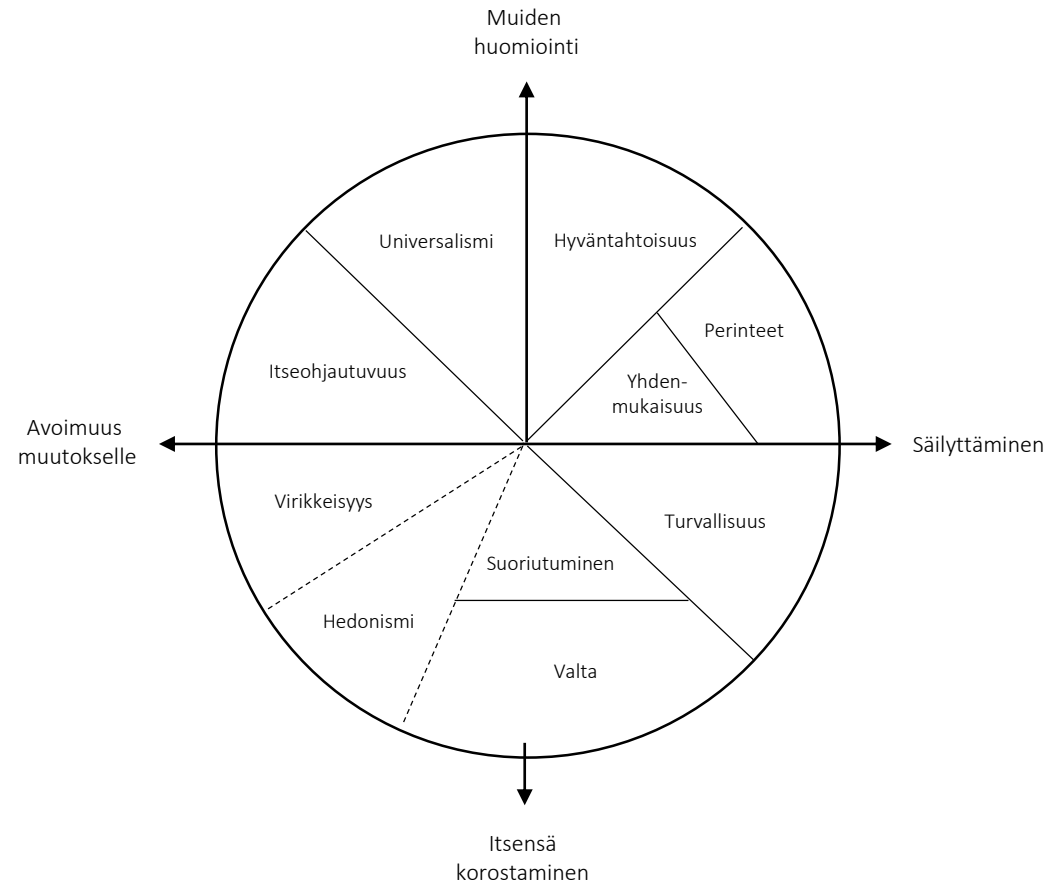 Muiden
huomiointi
Universalismi
Hyväntahtoisuus
Perinteet
Itseohjautuvuus
Yhden-
mukaisuus
Avoimuus
muutokselle
Säilyttäminen
Virikkeisyys
Turvallisuus
Suoriutuminen
Hedonismi
Valta
Itsensä
korostaminen